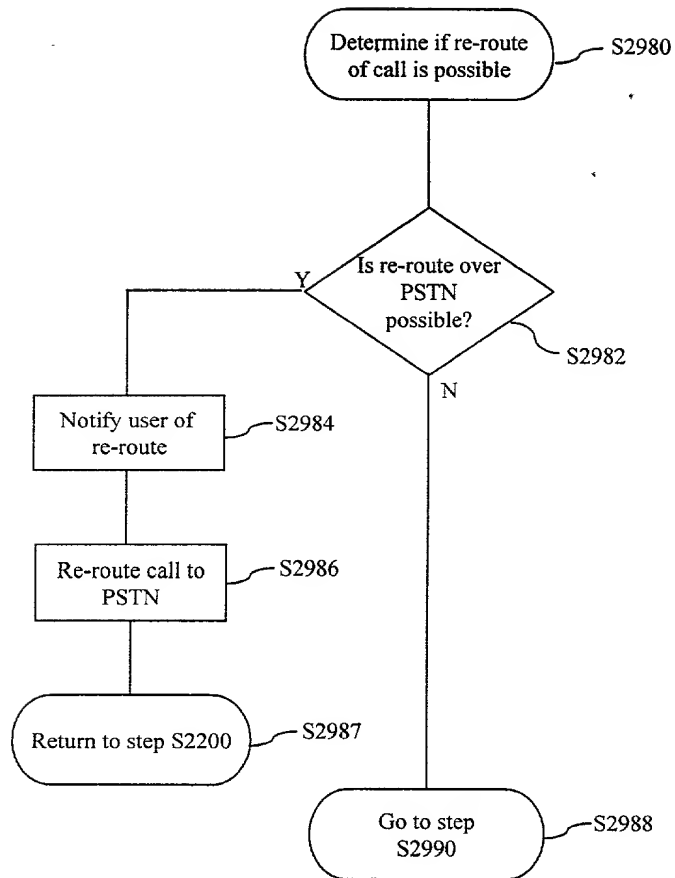 Determine if re-route
of call is possible
S2980
Is re-route over
PSTN
possible?
Y
S2982
N
Notify user of
re-route
S2984
Re-route call to
PSTN
S2986
Return to step S2200
S2987
Go to step
S2990
S2988